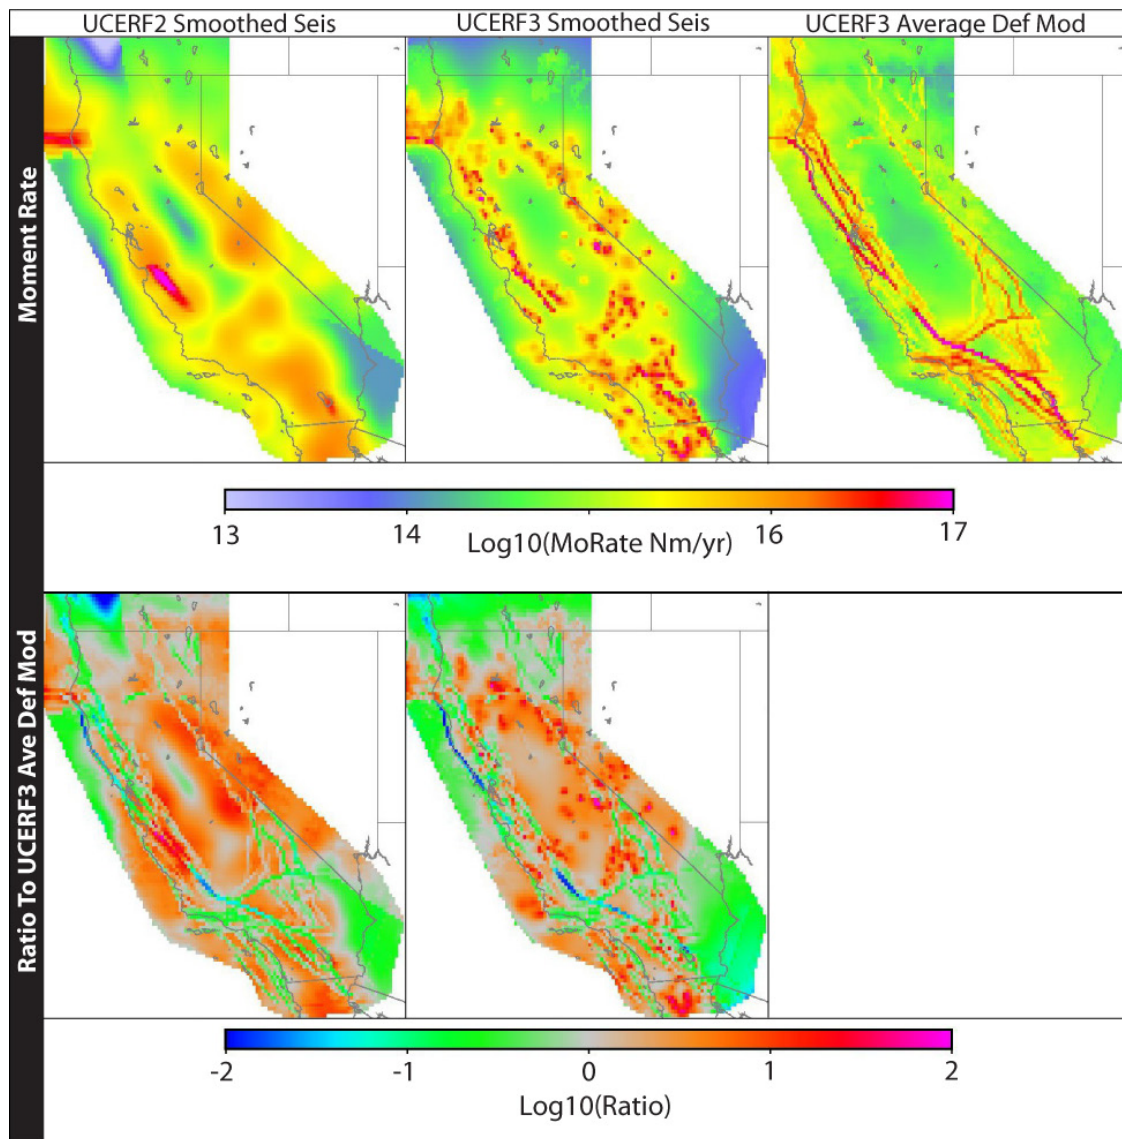 UCERF2 Smoothed Seis
UCERF3 Smoothed Seis
UCERF3 Average Def Mod
Moment Rate
13
14
16
17
Log10(MoRate Nm/yr)
Ratio To UCERF3 Ave Def Mod
-2
-1
0
1
2
Log10(Ratio)